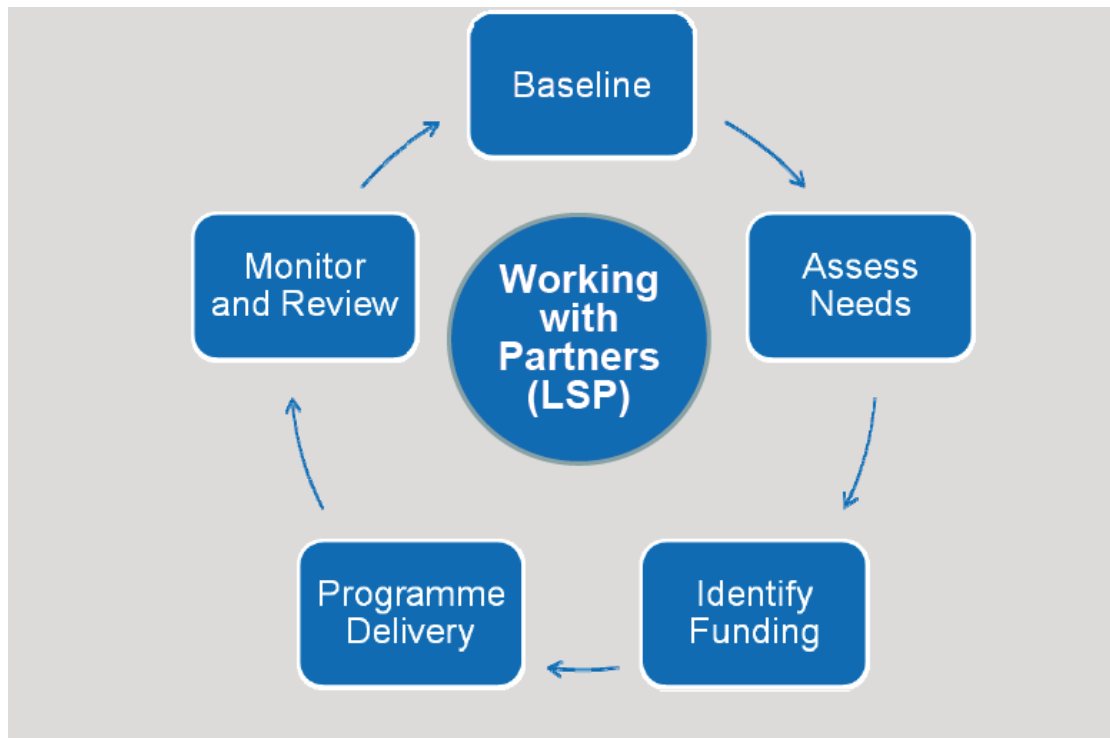 Baseline
Assess
Needs
Identify
Funding
Programme
Delivery
Monitor
and Review
Working
with
Partners
(LSP)